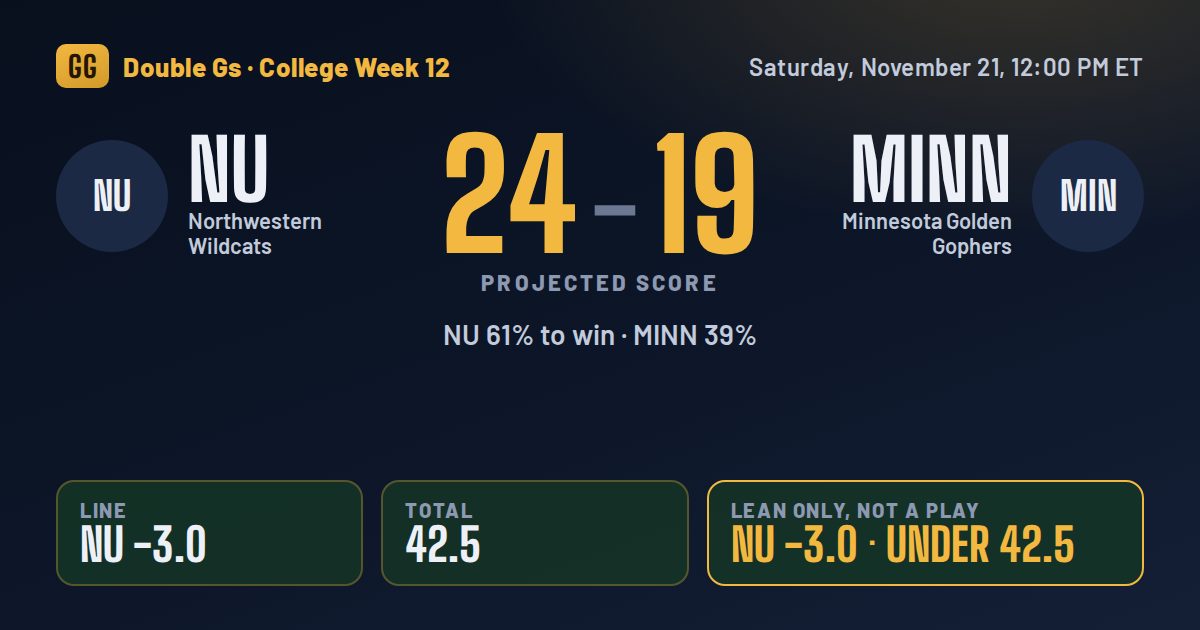 GG
Double Gs · College Week 12
Saturday, November 21, 12:00 PM ET
NU
NU
Northwestern
Wildcats
24 – 19
PROJECTED SCORE
NU 61% to win · MINN 39%
MINN
Minnesota Golden
Gophers
MIN
LINE
NU −3.0
TOTAL
42.5
LEAN ONLY, NOT A PLAY
NU −3.0 · UNDER 42.5